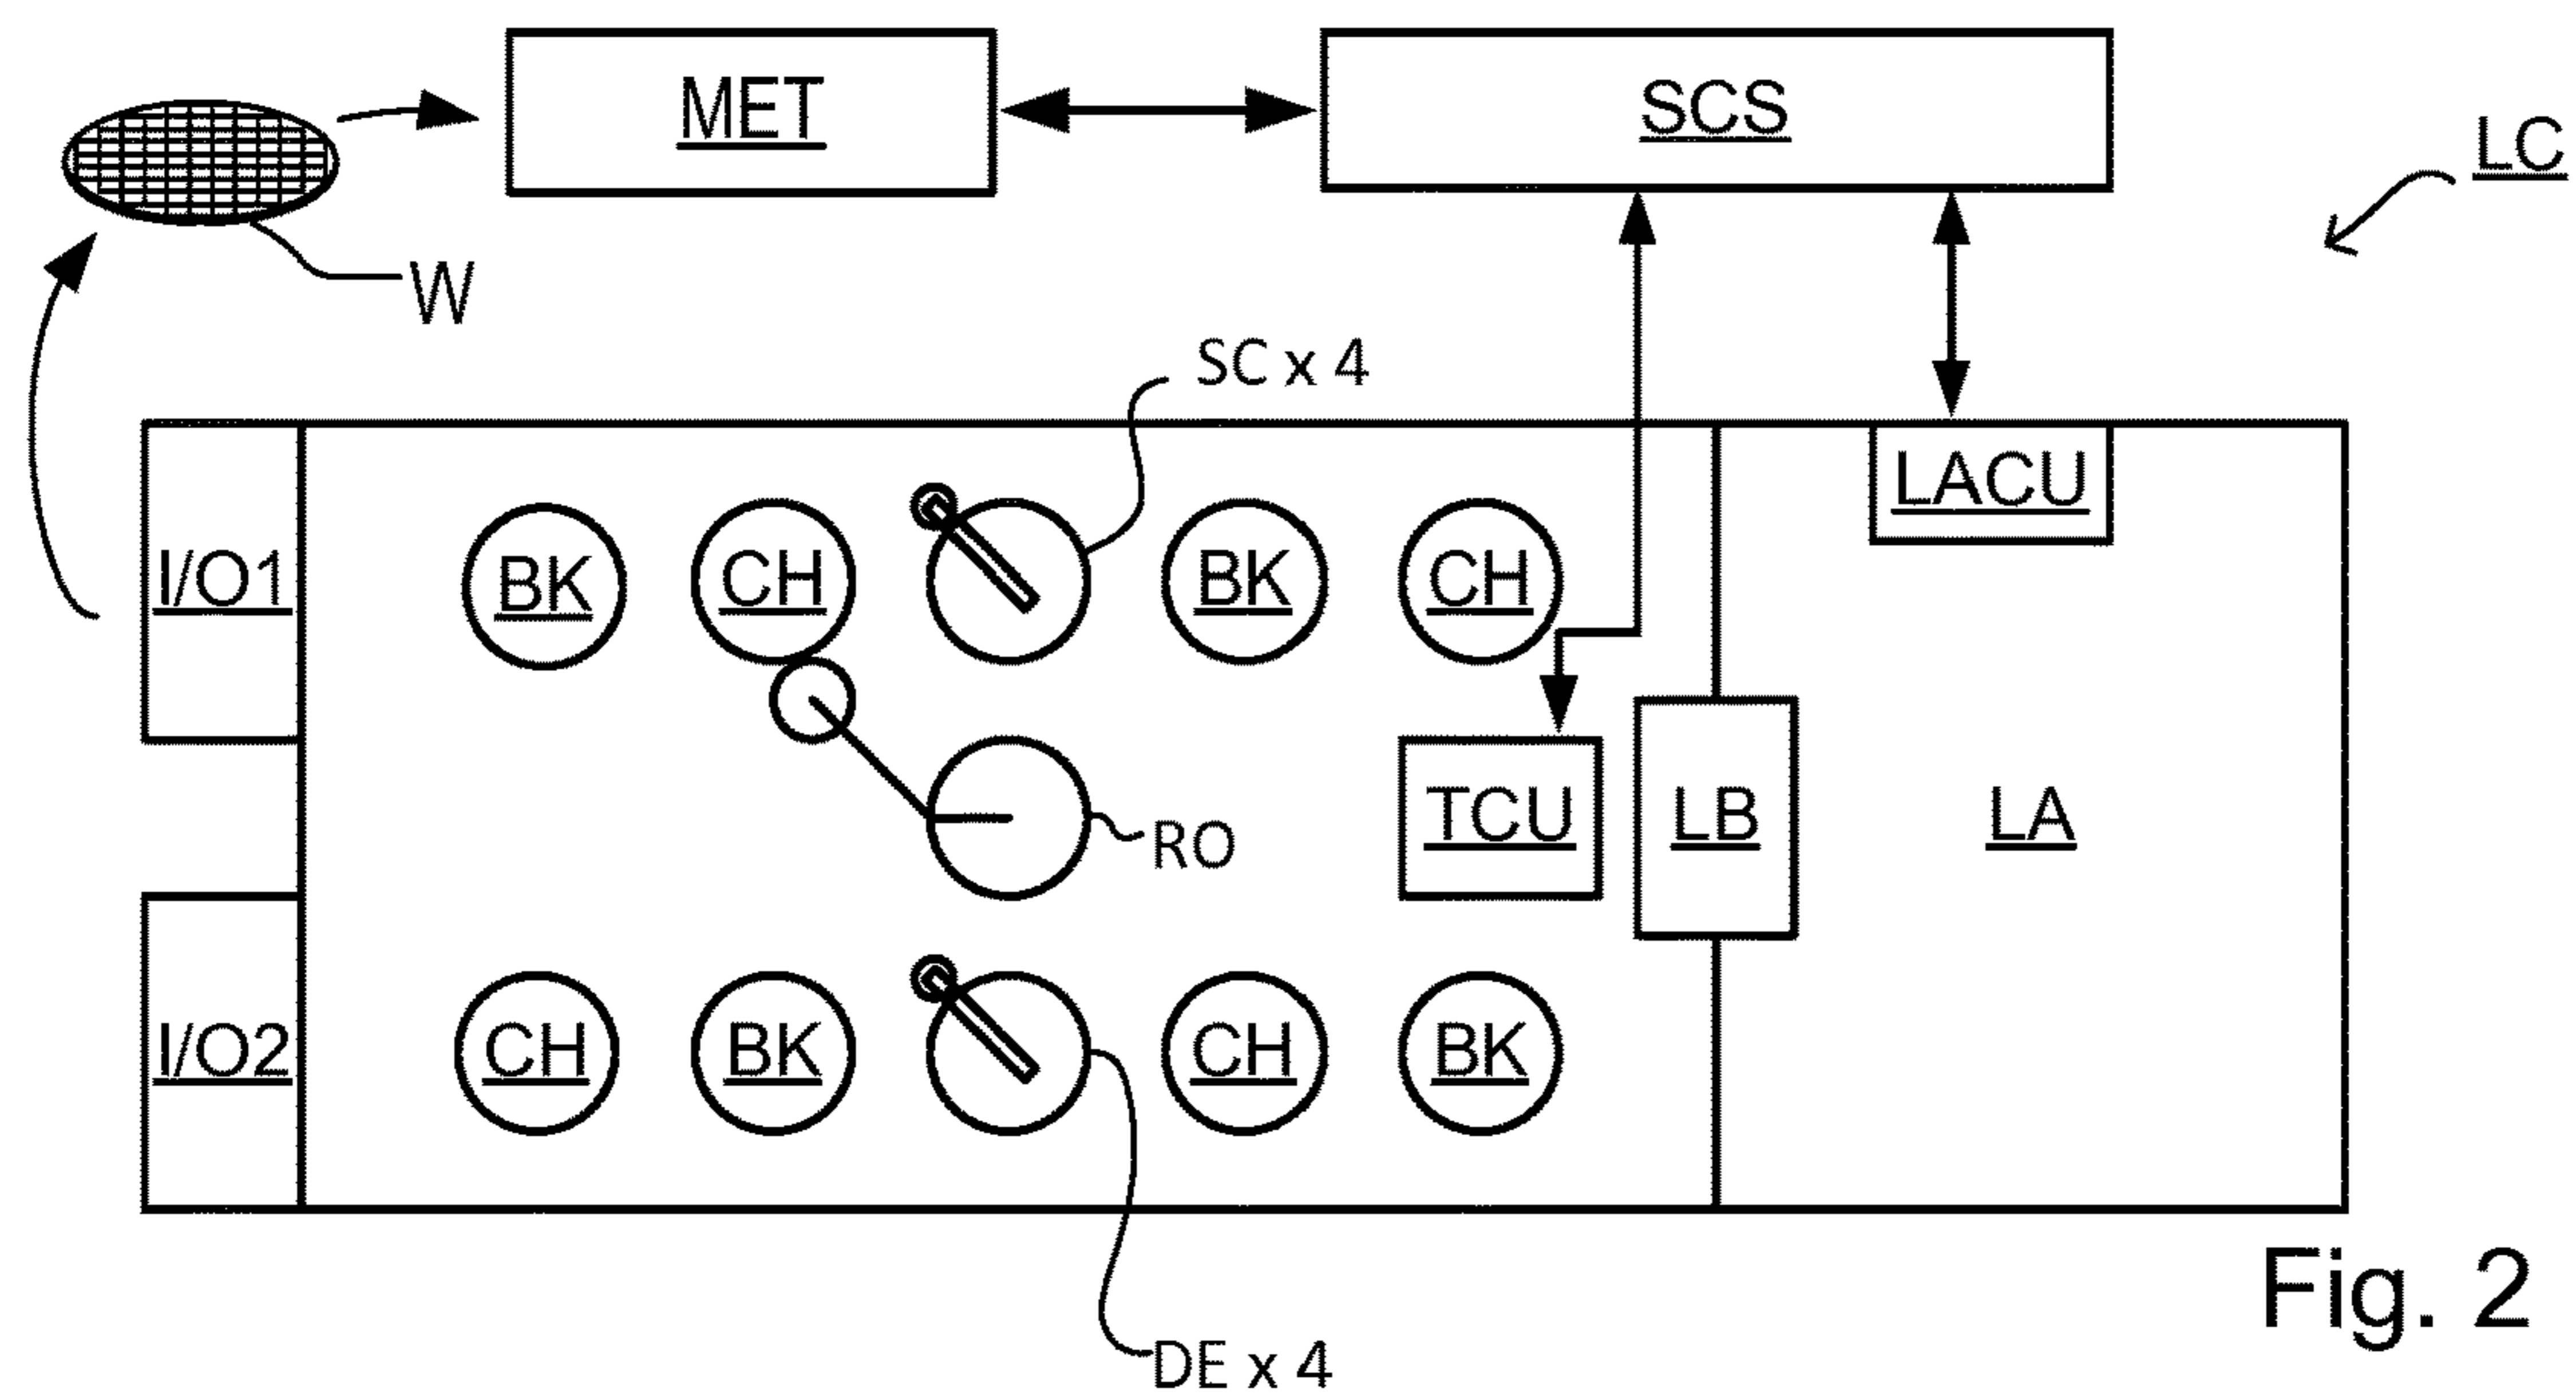 MET
SCS
LC
W
SC x 4
LACU
I/O1
BK
CH
BK
CH
RO
TCU
LB
LA
I/O2
CH
BK
CH
BK
DE x 4
Fig. 2